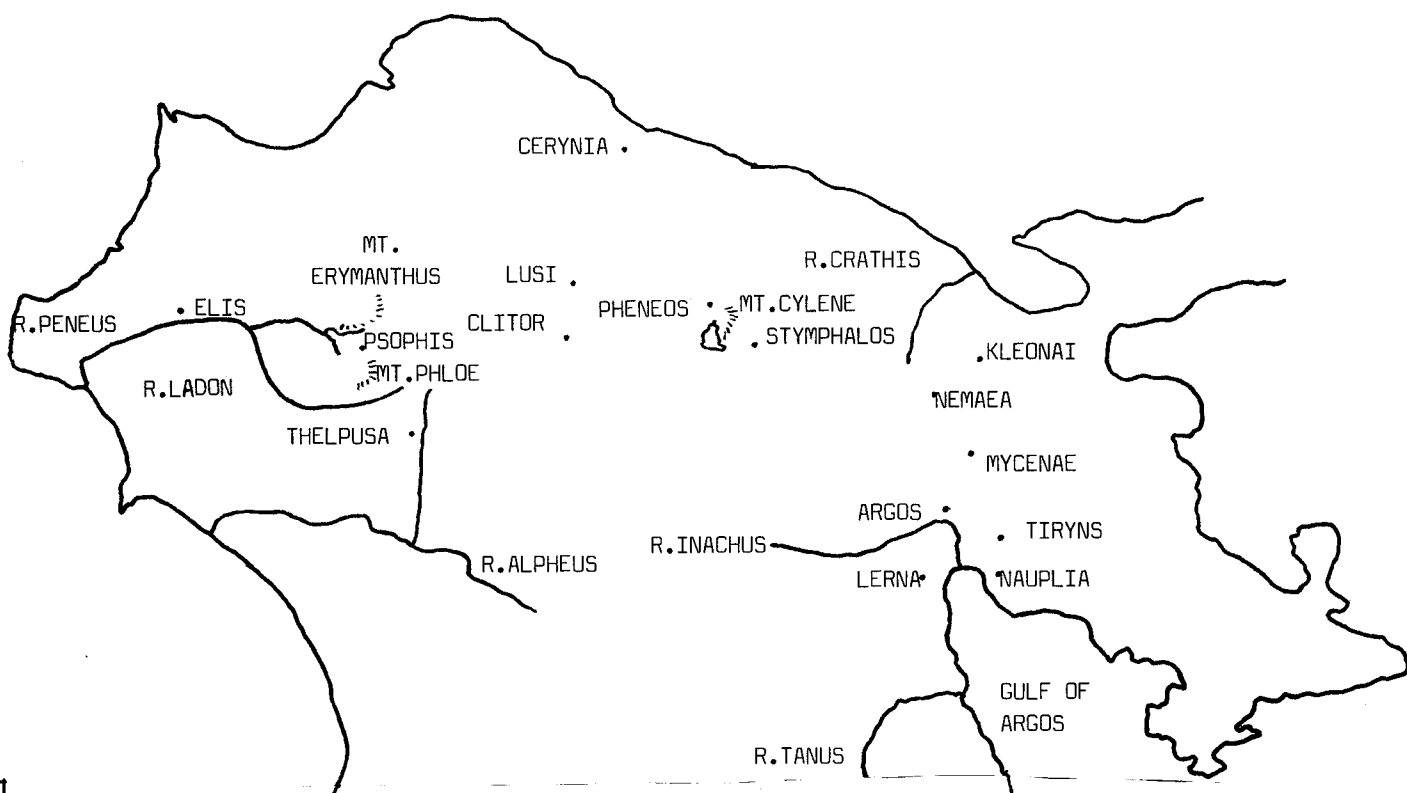 CERYNIA
MT.
ERYMANTHUS
LUSI
R.CRATHIS
R.PENEUS
ELIS
CLITOR
PHENEOS
MT.CYLENE
PSOPHIS
STYMPHALOS
KLEONAI
R.LADON
MT.PHLOE
NEMAEA
THELPUSA
MYCENAE
ARGOS
TIRYNS
R.INACHUS
R.ALPHEUS
LERNA
NAUPLIA
GULF OF
ARGOS
R.TANUS